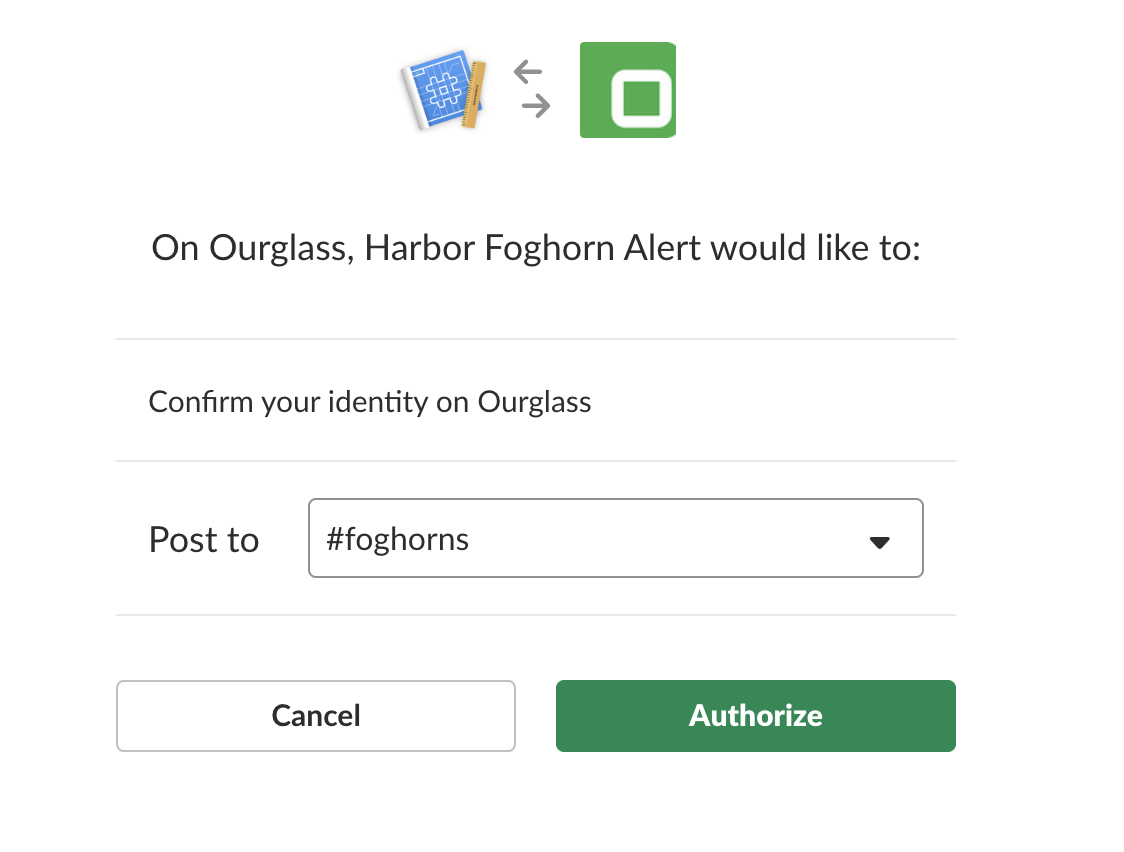 On Ourglass, Harbor Foghorn Alert would like to:
Confirm your identity on Ourglass
Post to
#foghorns
Cancel
Authorize